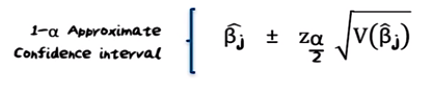 1-α Approximate
Confidence interval
{ β̂j ± zα/2 √V(β̂j)